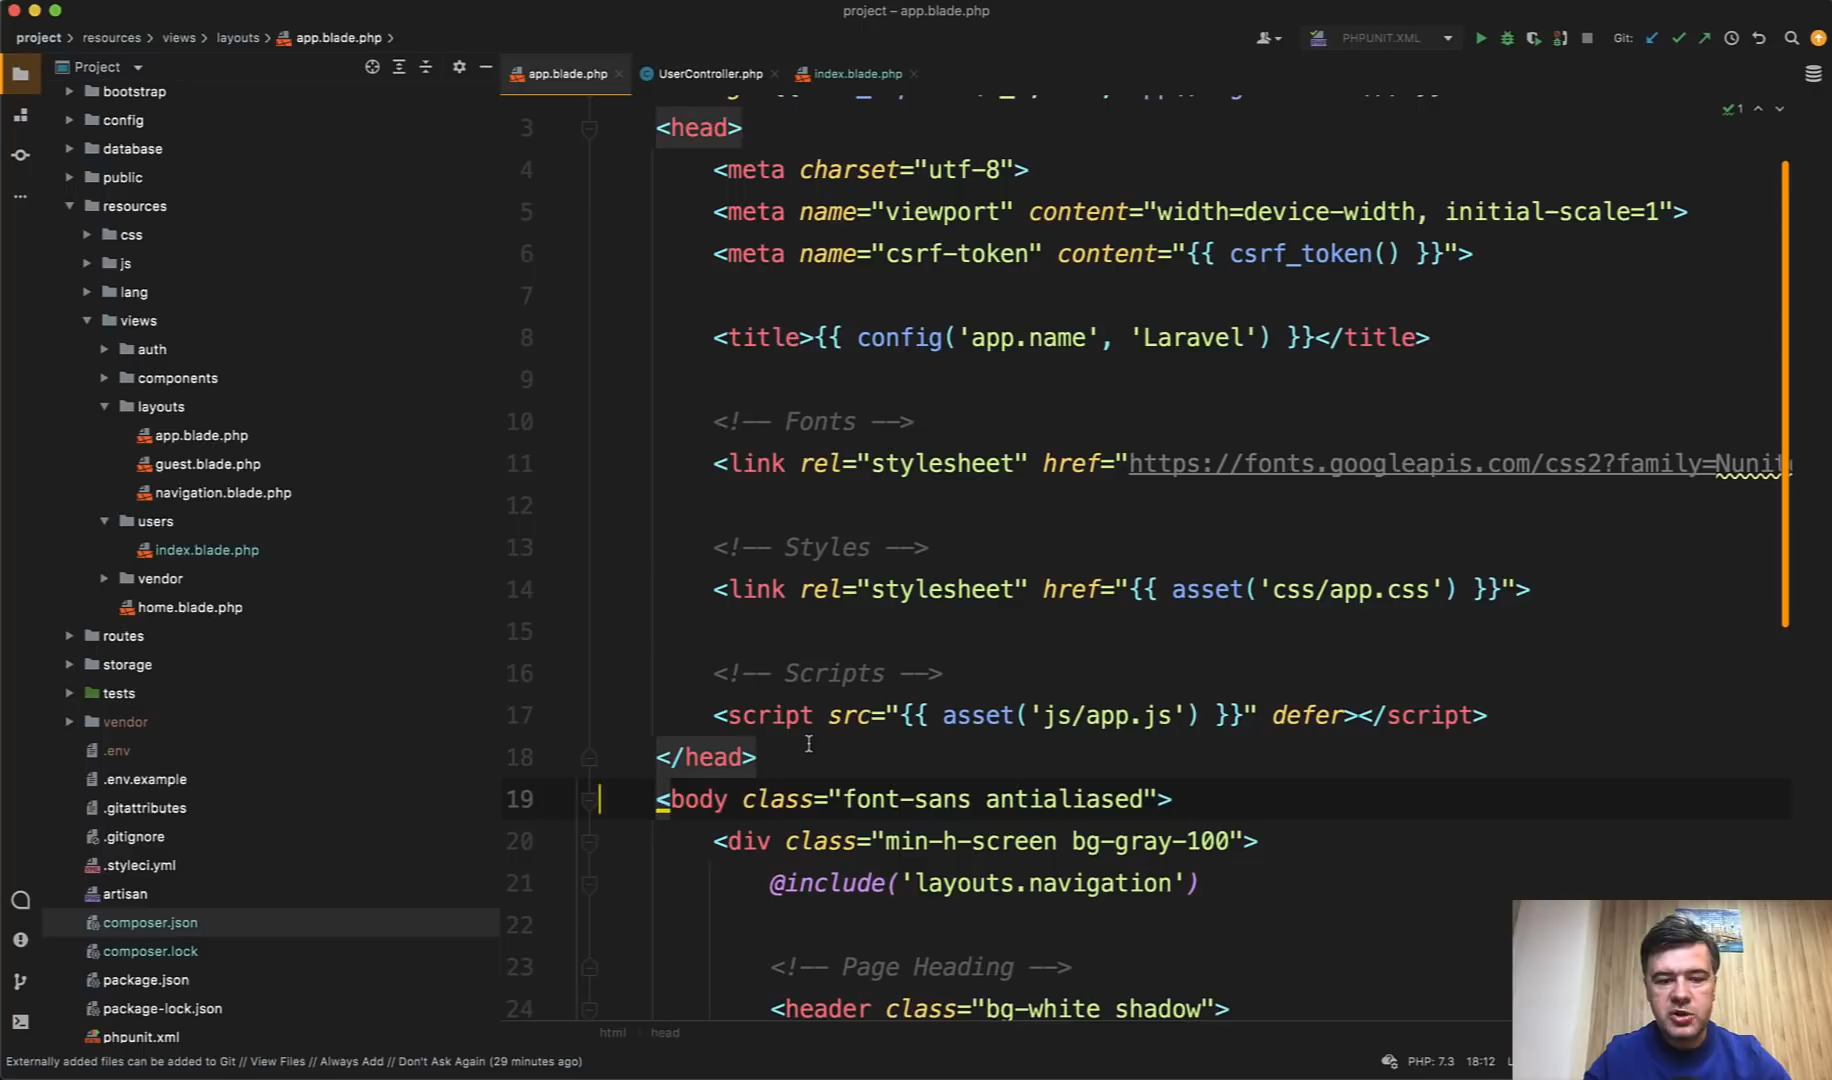 project – app.blade.php
project > resources > views > layouts > app.blade.php >
PHPUNIT.XML
Git:
Project
app.blade.php
UserController.php
index.blade.php
bootstrap
config
database
public
resources
css
js
lang
views
auth
components
layouts
app.blade.php
guest.blade.php
navigation.blade.php
users
index.blade.php
vendor
home.blade.php
routes
storage
tests
vendor
.env
.env.example
.gitattributes
.gitignore
.styleci.yml
artisan
composer.json
composer.lock
package.json
package-lock.json
phpunit.xml
1
3 <head>
4 <meta charset="utf-8">
5 <meta name="viewport" content="width=device-width, initial-scale=1">
6 <meta name="csrf-token" content="{{ csrf_token() }}">
7
8 <title>{{ config('app.name', 'Laravel') }}</title>
9
10 <!-- Fonts -->
11 <link rel="stylesheet" href="https://fonts.googleapis.com/css2?family=Nunit
12
13 <!-- Styles -->
14 <link rel="stylesheet" href="{{ asset('css/app.css') }}">
15
16 <!-- Scripts -->
17 <script src="{{ asset('js/app.js') }}" defer></script>
18 </head>
19 <body class="font-sans antialiased">
20 <div class="min-h-screen bg-gray-100">
21 @include('layouts.navigation')
22
23 <!-- Page Heading -->
24 <header class="bg-white shadow">
html head
Externally added files can be added to Git // View Files // Always Add // Don't Ask Again (29 minutes ago)
PHP: 7.3 18:12